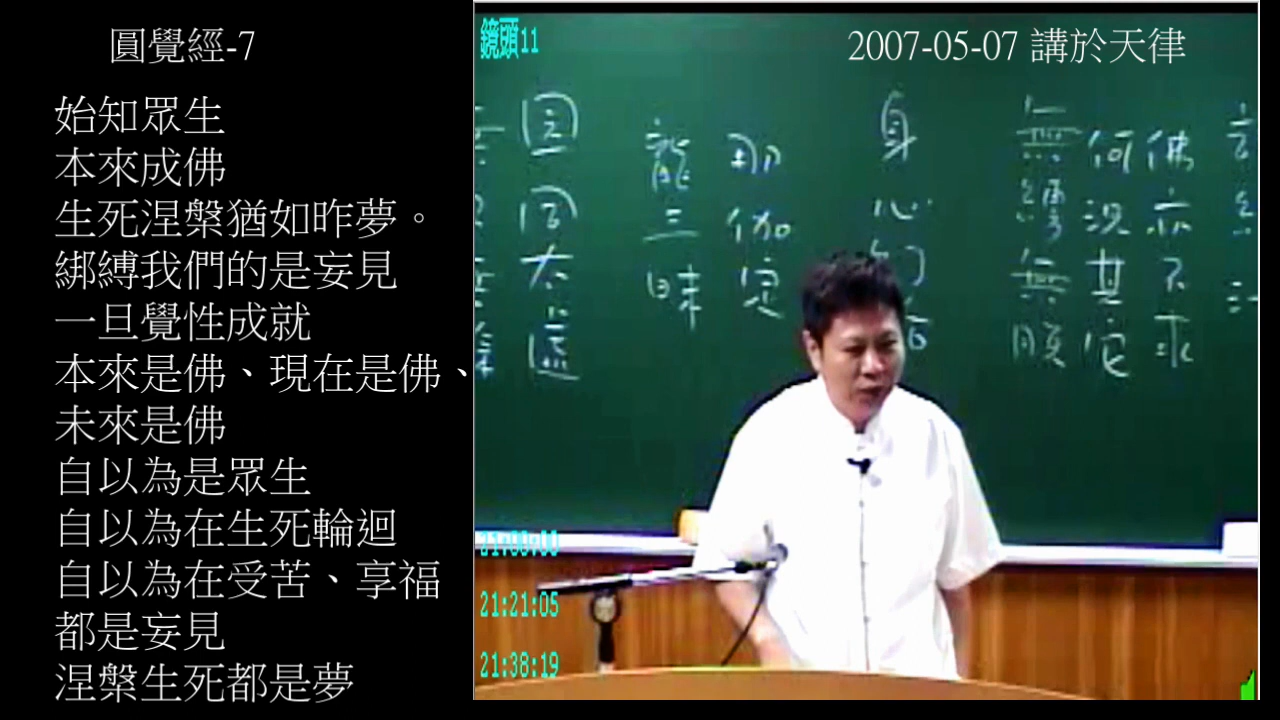 圓覺經-7
始知眾生
本來成佛
生死涅槃猶如昨夢。
綁縛我們的是妄見
一旦覺性成就
本來是佛、現在是佛、
未來是佛
自以為是眾生
自以為在生死輪迴
自以為在受苦、享福
都是妄見
涅槃生死都是夢
鏡頭11
2007-05-07 講於天律
佛亦不求
何況其它
無縛無脫
身心
那伽定
龍三昧
圓同太虛
21:00:00
21:21:05
21:38:19